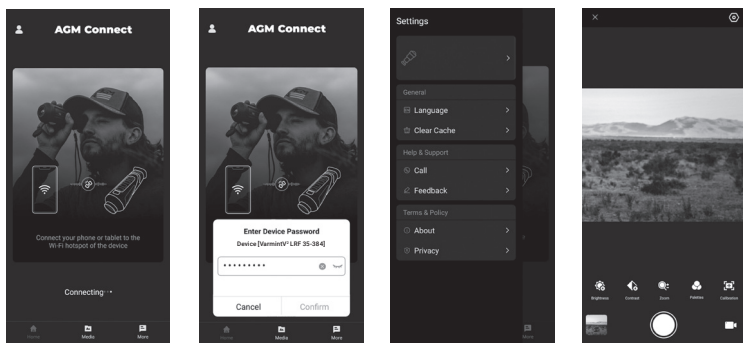 AGM Connect
Connect your phone or tablet to the
Wi-Fi hotspot of the device
Connecting···
Home
Media
More
AGM Connect
Enter Device Password
Device [VarmintV² LRF 35-384]
•••••••••
Cancel
Confirm
Home
Media
More
Settings
General
Language
Clear Cache
Help & Support
Call
Feedback
Terms & Policy
About
Privacy
More
Brightness
Contrast
Zoom
Palettes
Calibration